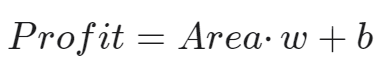 Profit = Area· w + b